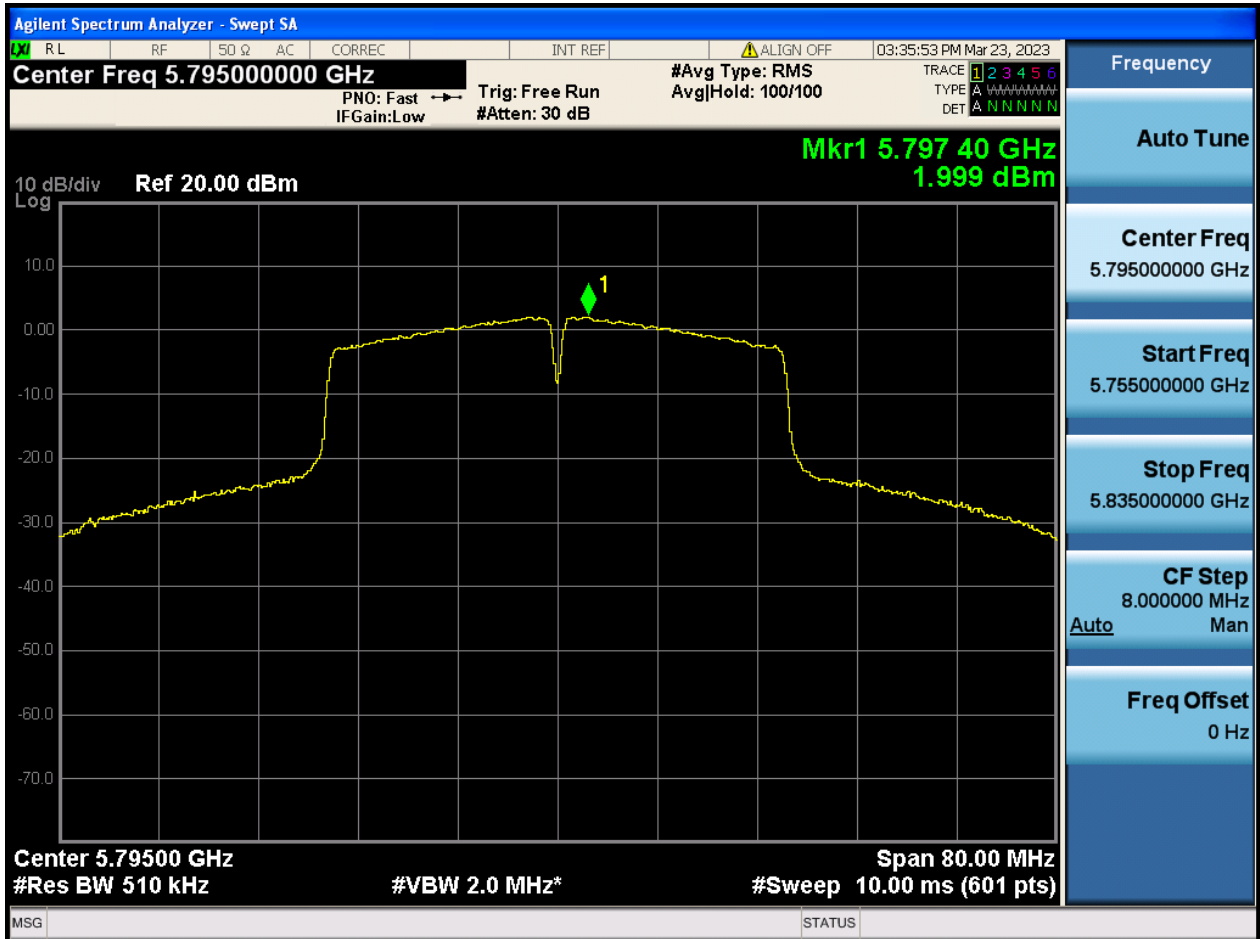 Agilent Spectrum Analyzer - Swept SA
LXI RL RF 50 Ω AC CORREC INT REF ALIGN OFF 03:35:53 PM Mar 23, 2023
Center Freq 5.795000000 GHz
PNO: Fast
IFGain:Low
Trig: Free Run
#Atten: 30 dB
#Avg Type: RMS
Avg|Hold: 100/100
TRACE 1 2 3 4 5 6
TYPE A WWWWW
DET A N N N N N
Mkr1 5.797 40 GHz
1.999 dBm
10 dB/div Ref 20.00 dBm
Log
10.0
0.00
-10.0
-20.0
-30.0
-40.0
-50.0
-60.0
-70.0
1
Center 5.79500 GHz
Span 80.00 MHz
#Res BW 510 kHz
#VBW 2.0 MHz*
#Sweep 10.00 ms (601 pts)
MSG
STATUS
Frequency
Auto Tune
Center Freq
5.795000000 GHz
Start Freq
5.755000000 GHz
Stop Freq
5.835000000 GHz
CF Step
8.000000 MHz
Auto Man
Freq Offset
0 Hz